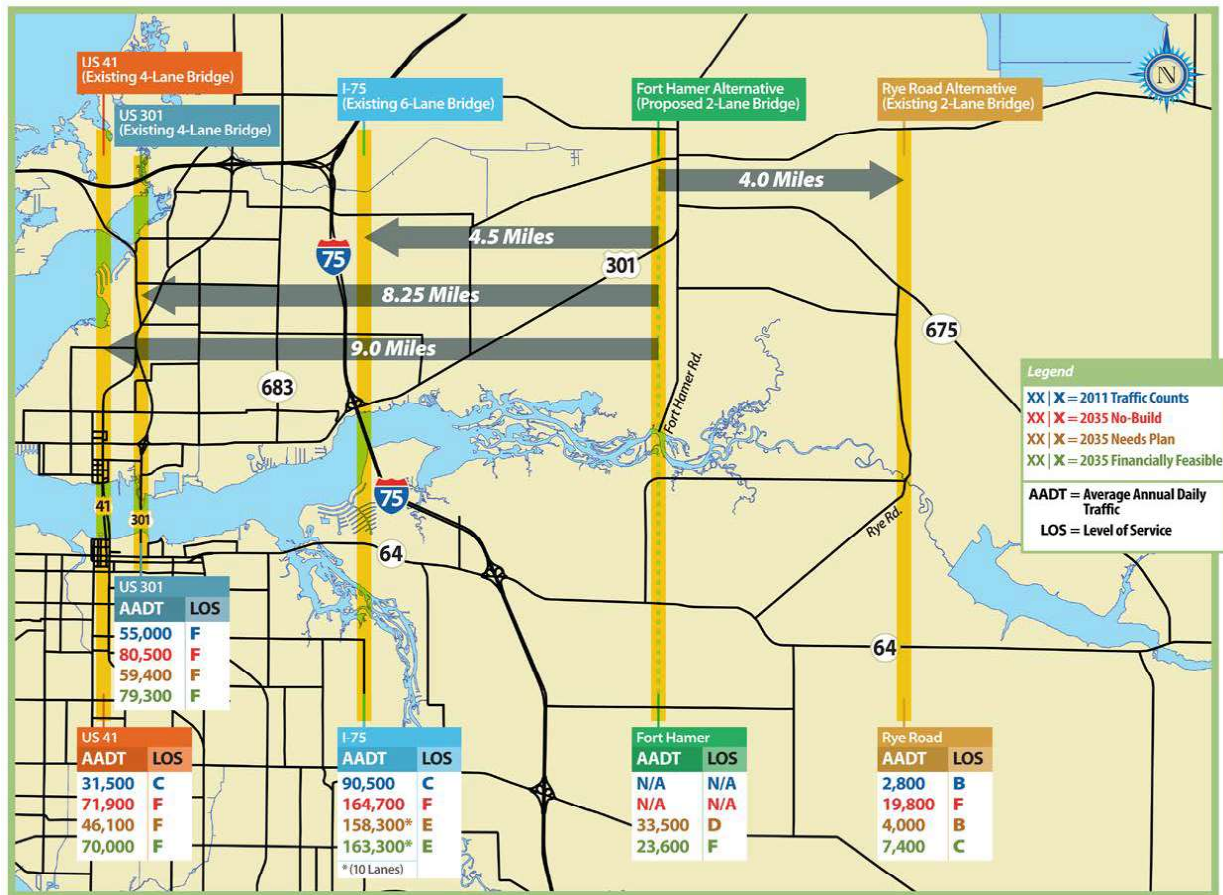 US 41
(Existing 4-Lane Bridge)
US 301
(Existing 4-Lane Bridge)
I-75
(Existing 6-Lane Bridge)
Fort Hamer Alternative
(Proposed 2-Lane Bridge)
Rye Road Alternative
(Existing 2-Lane Bridge)
N
4.0 Miles
4.5 Miles
75
301
8.25 Miles
675
9.0 Miles
683
Fort Hamer Rd.
Legend
XX | X = 2011 Traffic Counts
XX | X = 2035 No-Build
XX | X = 2035 Needs Plan
XX | X = 2035 Financially Feasible
AADT = Average Annual Daily
Traffic
LOS = Level of Service
75
41
301
Rye Rd.
64
64
US 301
AADT LOS
55,000 F
80,500 F
59,400 F
79,300 F
US 41
AADT LOS
31,500 C
71,900 F
46,100 F
70,000 F
I-75
AADT LOS
90,500 C
164,700 F
158,300* E
163,300* E
*(10 Lanes)
Fort Hamer
AADT LOS
N/A N/A
N/A N/A
33,500 D
23,600 F
Rye Road
AADT LOS
2,800 B
19,800 F
4,000 B
7,400 C